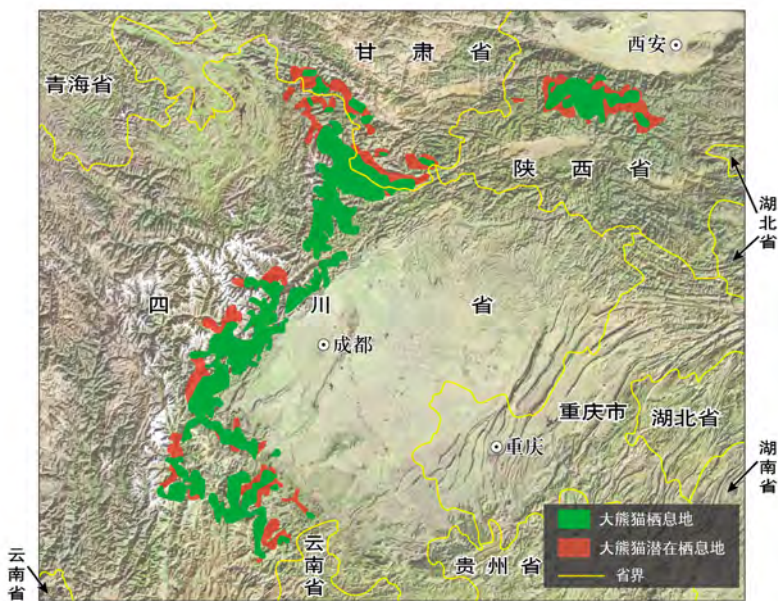 甘肃省
西安
青海省
陕西省
湖北省
四川省
成都
重庆市
湖北省
重庆
湖南省
云南省
云南省
贵州省
大熊猫栖息地
大熊猫潜在栖息地
省界